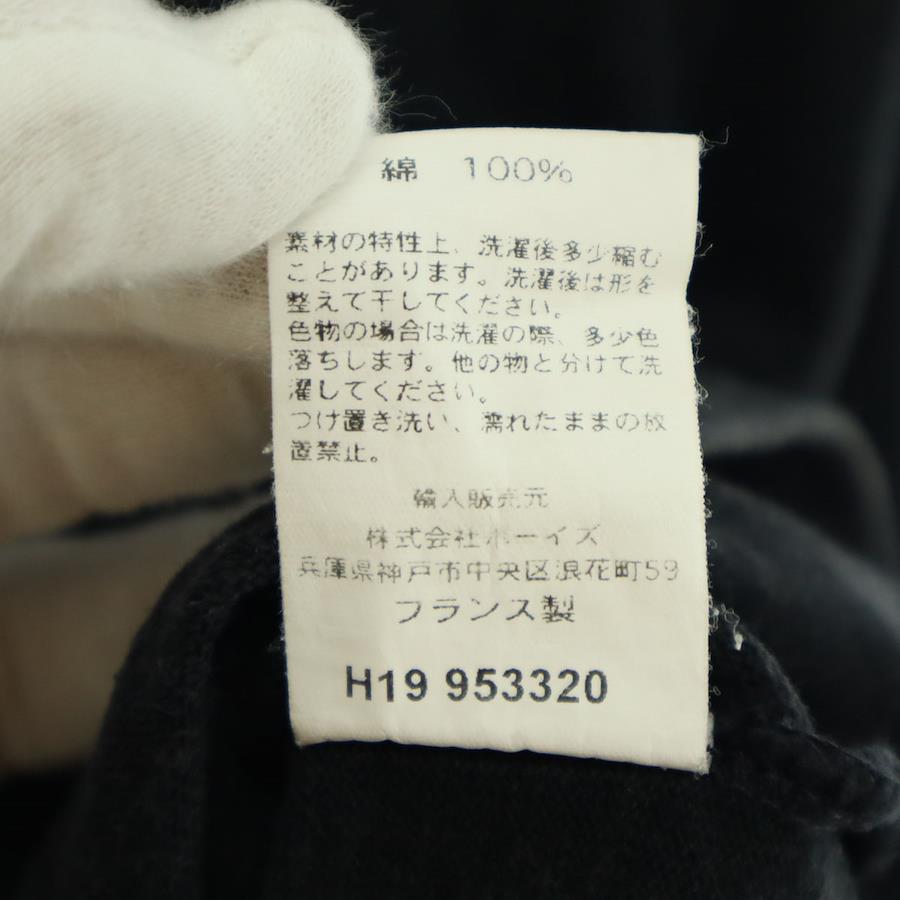 綿 100%
素材の特性上、洗濯後多少縮む
ことがあります。洗濯後は形を
整えて干してください。
色物の場合は洗濯の際、多少色
落ちします。他の物と分けて洗
濯してください。
つけ置き洗い、濡れたままの放
置禁止。
輸入販売元
株式会社ボーイズ
兵庫県神戸市中央区浪花町59
フランス製
H19 953320